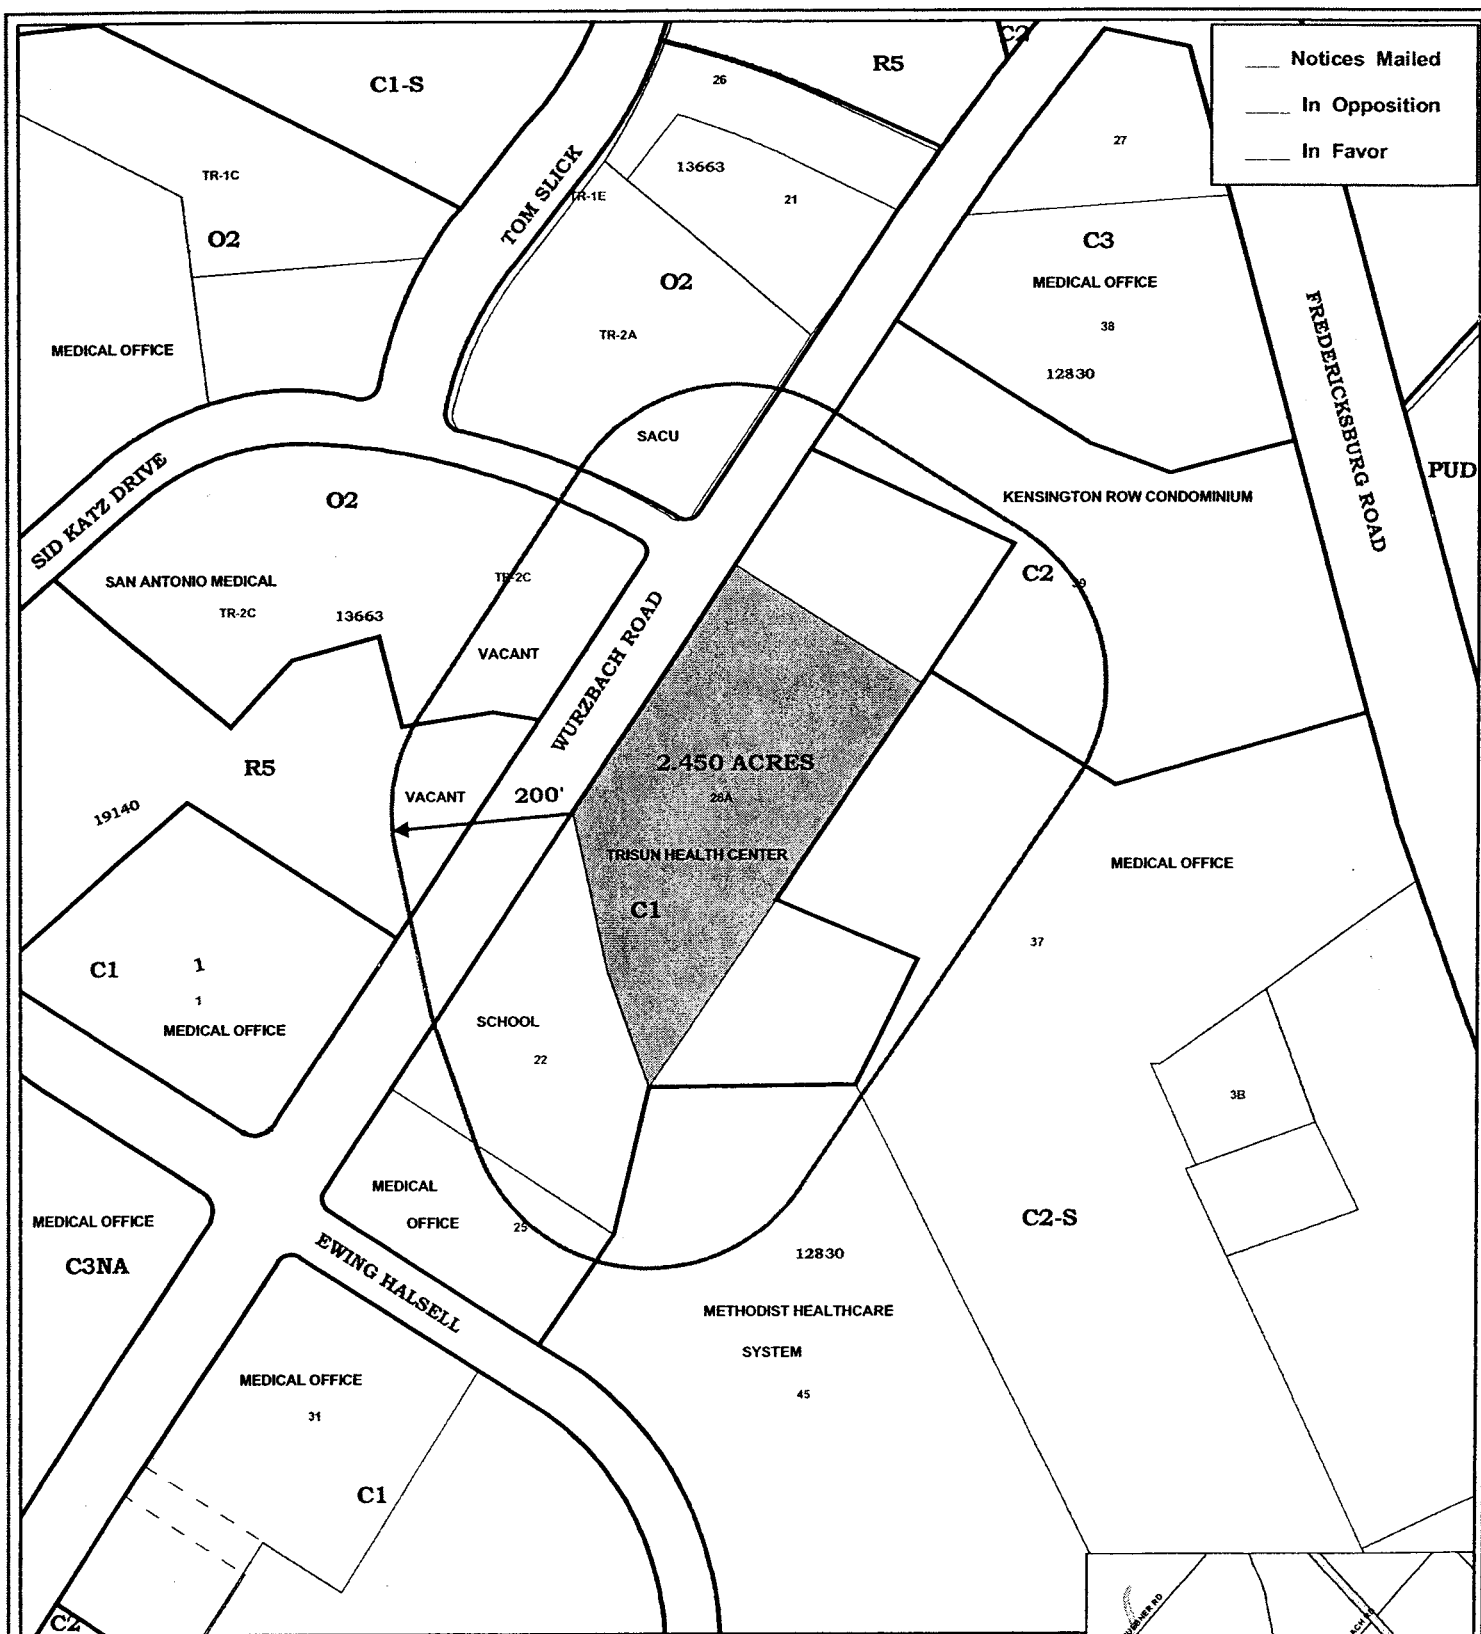 C2
Notices Mailed
In Opposition
In Favor
C1-S
R5
26
27
TR-1C
TOM SLICK
TR-1E
13663
21
O2
C3
MEDICAL OFFICE
38
12830
O2
TR-2A
MEDICAL OFFICE
FREDERICKSBURG ROAD
SACU
PUD
SID KATZ DRIVE
O2
KENSINGTON ROW CONDOMINIUM
C2
39
SAN ANTONIO MEDICAL
TR-2C
13663
TR-2C
VACANT
WURZBACH ROAD
R5
2.450 ACRES
28A
VACANT
200'
19140
TRISUN HEALTH CENTER
C1
MEDICAL OFFICE
37
C1
1
1
MEDICAL OFFICE
SCHOOL
22
3B
MEDICAL
OFFICE
25
MEDICAL OFFICE
C3NA
C2-S
EWING HALSELL
12830
METHODIST HEALTHCARE
SYSTEM
45
MEDICAL OFFICE
31
C1
C2